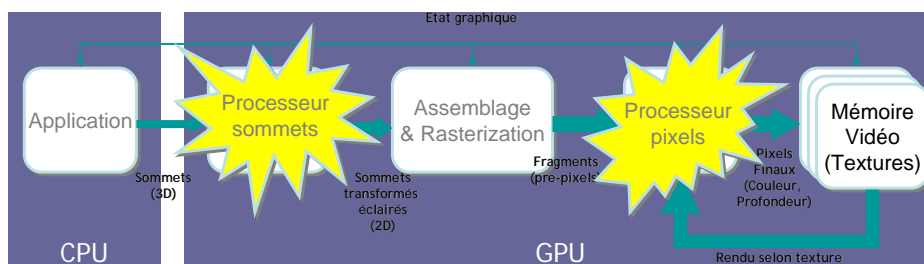 Etat graphique
Application
Processeur
sommets
Assemblage
& Rasterization
Processeur
pixels
Mémoire
Vidéo
(Textures)
Sommets
(3D)
Sommets
transformés
éclairés
(2D)
Fragments
(pre-pixels)
Pixels
Finaux
(Couleur,
Profondeur)
Rendu selon texture
CPU
GPU